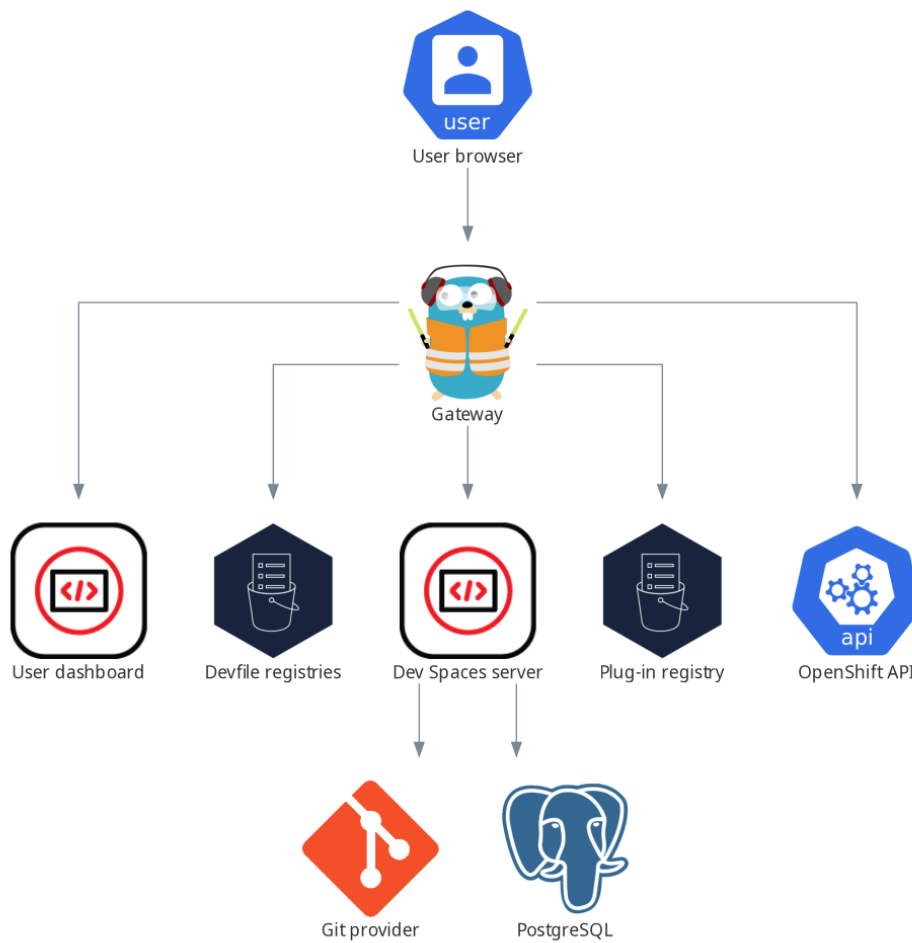 user
User browser
Gateway
</>
</>
api
User dashboard
Devfile registries
Dev Spaces server
Plug-in registry
OpenShift API
Git provider
PostgreSQL